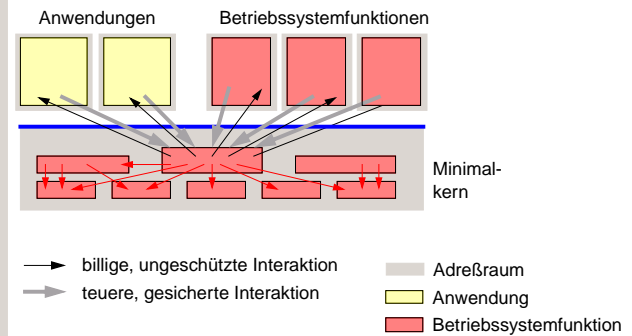 Anwendungen
Betriebssystemfunktionen
Minimal-
kern
billige, ungeschützte Interaktion
teuere, gesicherte Interaktion
Adreßraum
Anwendung
Betriebssystemfunktion